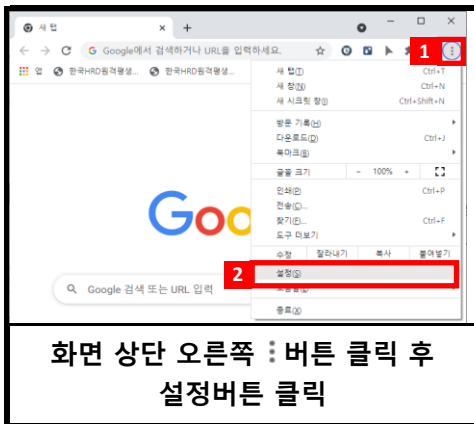 새 탭
1
Google에서 검색하거나 URL을 입력하세요.
앱 한국HRD원격평생... 한국HRD원격평생...
새 탭(T) Ctrl+T
새 창(N) Ctrl+N
새 시크릿 창(I) Ctrl+Shift+N
방문 기록(H)
다운로드(D) Ctrl+J
북마크(B)
글꼴 크기 - 100% +
인쇄(P) Ctrl+P
전송(C)...
찾기(F)... Ctrl+F
도구 더보기
수정 잘라내기 복사 붙여넣기
2 설정(S)
종료(X)
Goo
Google 검색 또는 URL 입력
화면 상단 오른쪽 ⋮ 버튼 클릭 후
설정버튼 클릭